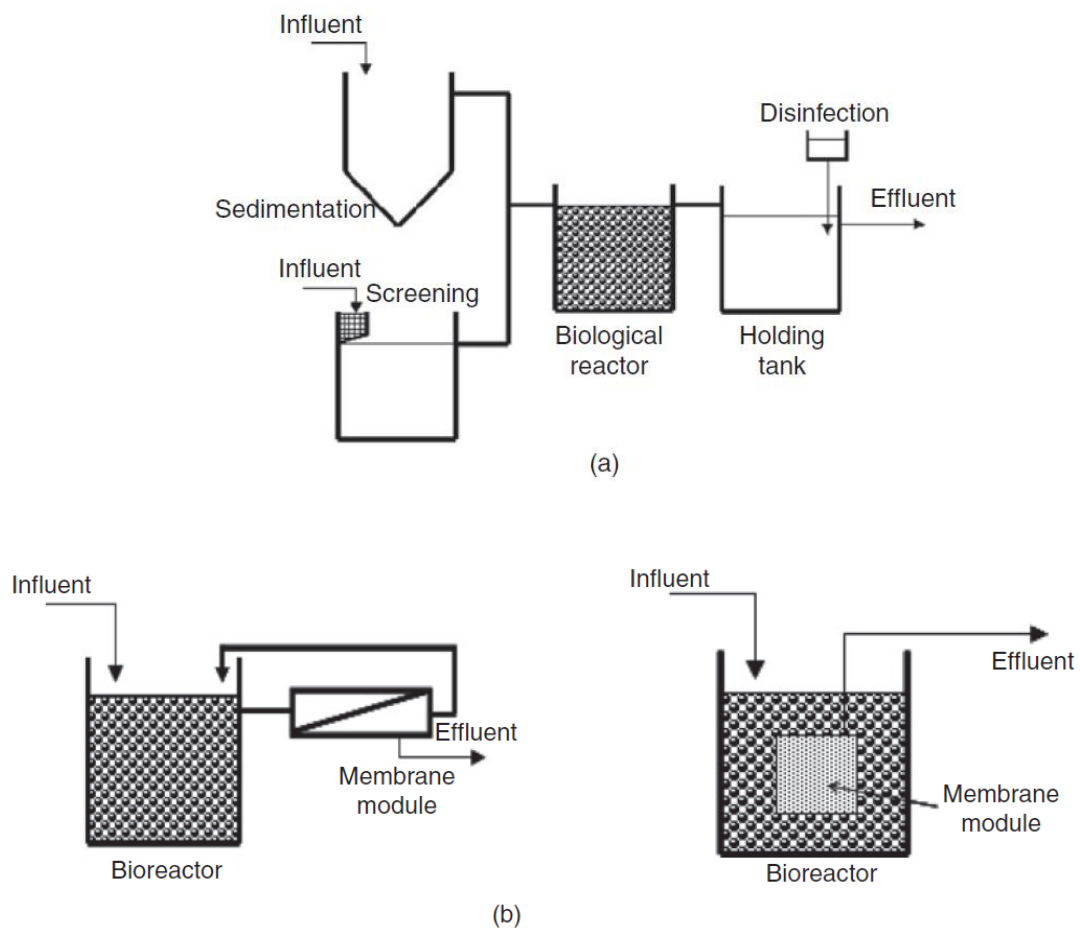 Influent
Disinfection
Sedimentation
Effluent
Influent
Screening
Biological
reactor
Holding
tank
(a)
Influent
Effluent
Membrane
module
Bioreactor
Influent
Effluent
Membrane
module
Bioreactor
(b)